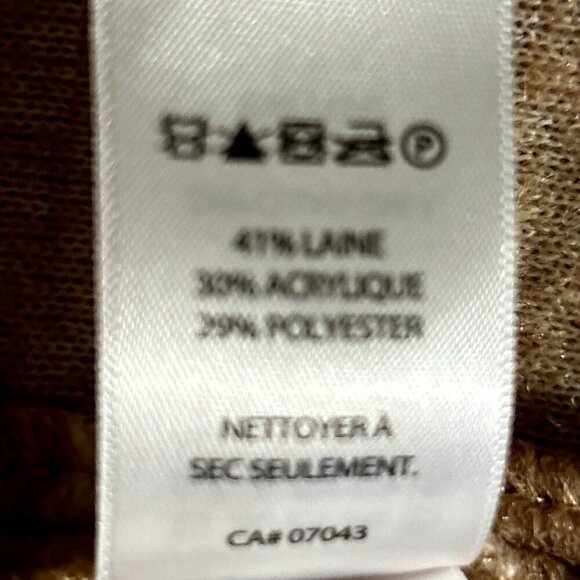 P
41% LAINE
30% ACRYLIQUE
29% POLYESTER
NETTOYER À
SEC SEULEMENT.
CA# 07043